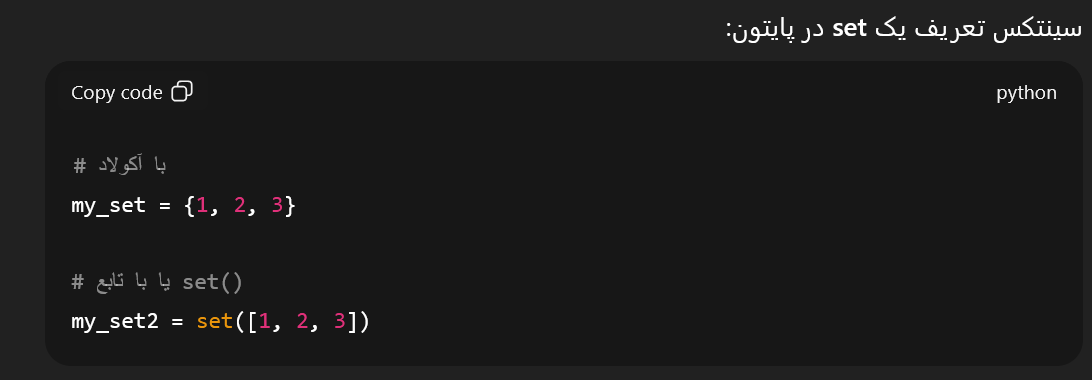 سینتکس تعریف یک set در پایتون:
python
Copy code
# با آکولاد
my_set = {1, 2, 3}
# یا با تابع set()
my_set2 = set([1, 2, 3])